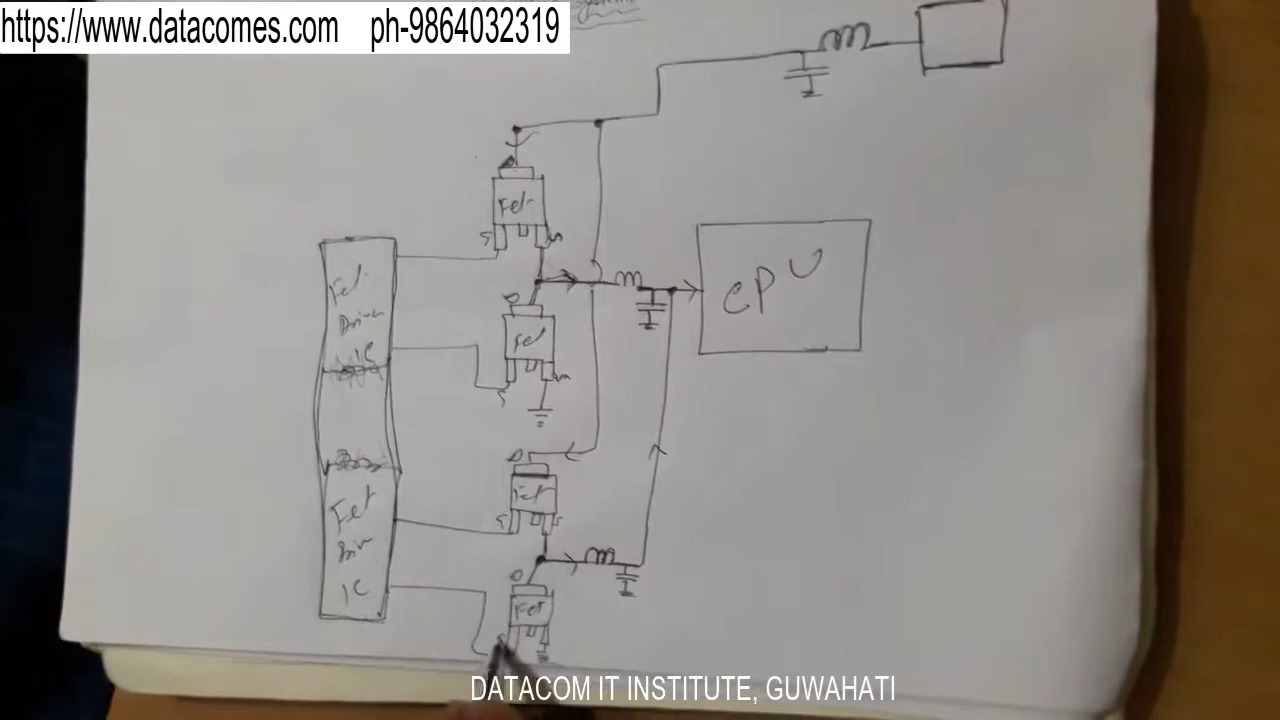 https://www.datacomes.com ph-9864032319
D
Fet
S
Fet
Driver
IC
CPU
D
Fet
S
D
Fet
S
Fet
Driv
IC
D
Fet
DATACOM IT INSTITUTE, GUWAHATI